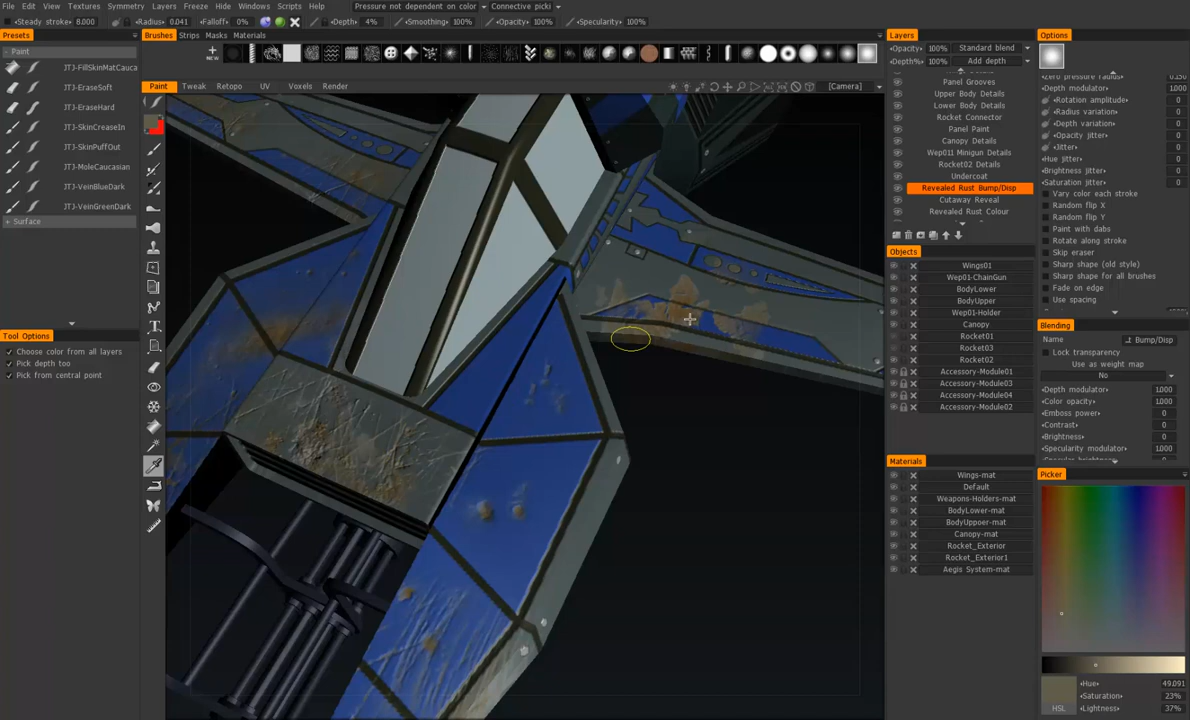 File Edit View Textures Symmetry Layers Freeze Hide Windows Scripts Help Pressure not dependent on color Connective picki
Steady stroke 8.000 Radius 0.041 Falloff 0% Depth 4% Smoothing 100% Opacity 100% Specularity 100%
Presets
Paint
JTJ-FillSkinMatCauca
JTJ-EraseSoft
JTJ-EraseHard
JTJ-SkinCreaseIn
JTJ-SkinPuffOut
JTJ-MoleCaucasian
JTJ-VeinBlueDark
JTJ-VeinGreenDark
Surface
Tool Options
Choose color from all layers
Pick depth too
Pick from central point
Brushes Strips Masks Materials
NEW
Paint Tweak Retopo UV Voxels Render [Camera]
Layers
Opacity 100% Standard blend
Depth% 100% Add depth
Panel Grooves
Upper Body Details
Lower Body Details
Rocket Connector
Panel Paint
Canopy Details
Wep011 Minigun Details
Rocket02 Details
Undercoat
Revealed Rust Bump/Disp
Cutaway Reveal
Revealed Rust Colour
Objects
Wings01
Wep01-ChainGun
BodyLower
BodyUpper
Wep01-Holder
Canopy
Rocket01
Rocket03
Rocket02
Accessory-Module01
Accessory-Module03
Accessory-Module04
Accessory-Module02
Materials
Wings-mat
Default
Weapons-Holders-mat
BodyLower-mat
BodyUppoer-mat
Canopy-mat
Rocket_Exterior
Rocket_Exterior1
Aegis System-mat
Options
Zero pressure radius 0.150
Depth modulator 1.000
Rotation amplitude 0
Radius variation 0
Depth variation 0
Opacity jitter 0
Jitter 0
Hue jitter 0
Brightness jitter 0
Saturation jitter 0
Vary color each stroke
Random flip X
Random flip Y
Paint with dabs
Rotate along stroke
Skip eraser
Sharp shape (old style)
Sharp shape for all brushes
Fade on edge
Use spacing
Blending
Name Bump/Disp
Lock transparency
Use as weight map
No
Depth modulator 1.000
Color opacity 1.000
Emboss power 0
Contrast 0
Brightness 0
Specularity modulator 1.000
Picker
Hue 49.091
Saturation 23%
HSL Lightness 37%